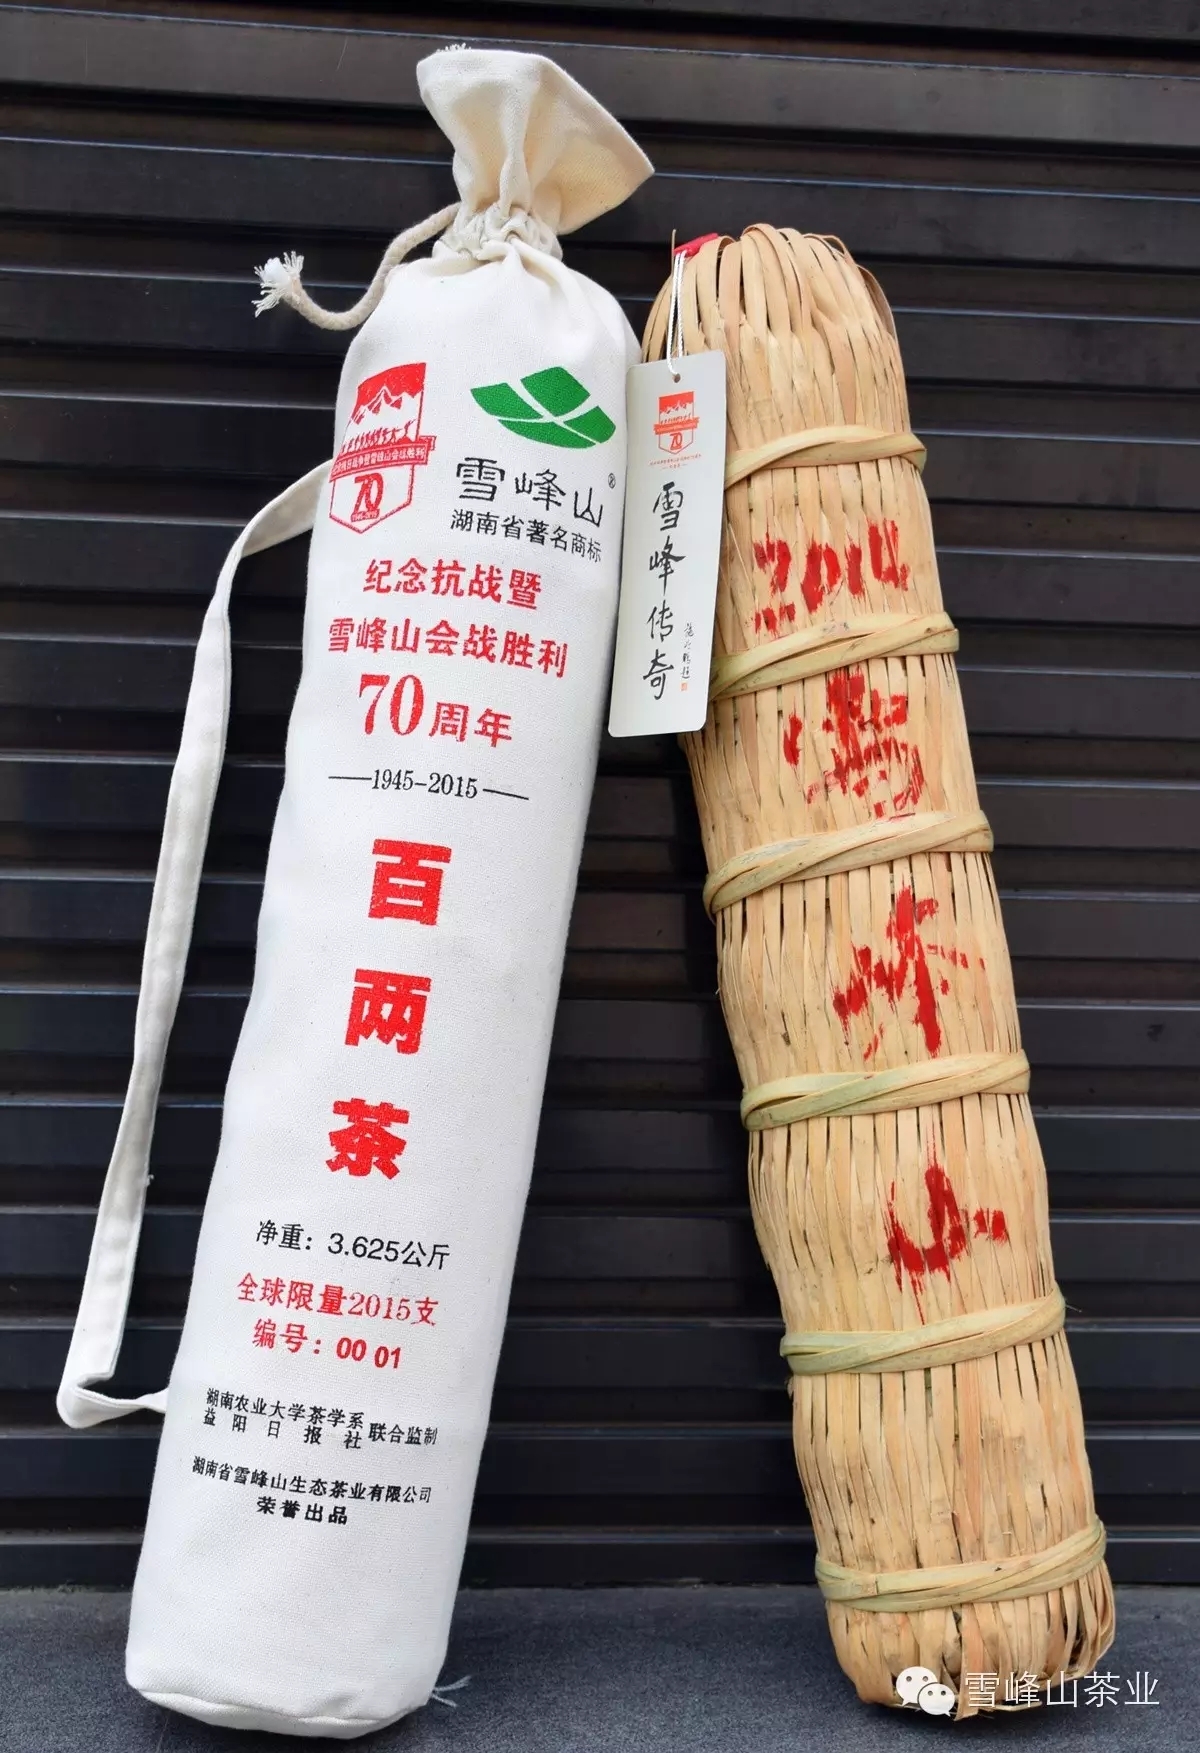 雪峰山®
湖南省著名商标
70
纪念抗战暨
雪峰山会战胜利
70周年
1945-2015
百
两
茶
净重：3.625公斤
全球限量2015支
编号：00 01
湖南农业大学茶学系
益阳日报社
联合监制
湖南省雪峰山生态茶业有限公司
荣誉出品
70
雪峰传奇
2014
雪
峰
山
雪峰山茶业